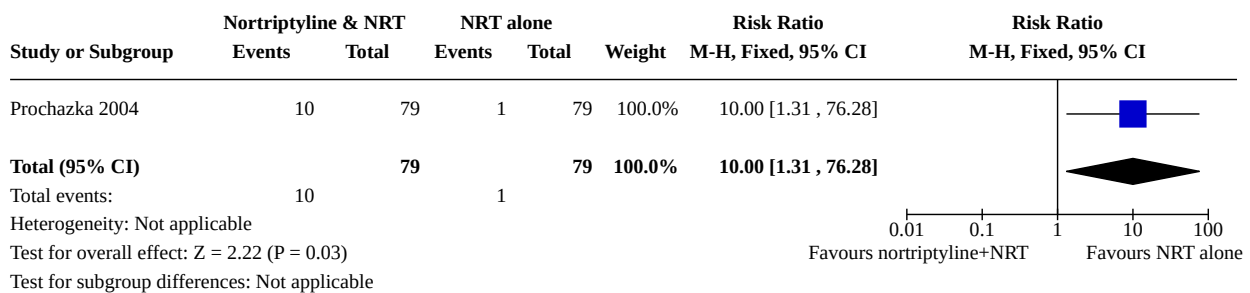 Nortriptyline & NRT NRT alone Risk Ratio Risk Ratio
Study or Subgroup Events Total Events Total Weight M-H, Fixed, 95% CI M-H, Fixed, 95% CI
Prochazka 2004 10 79 1 79 100.0% 10.00 [1.31 , 76.28]
Total (95% CI) 79 79 100.0% 10.00 [1.31 , 76.28]
Total events: 10 1
Heterogeneity: Not applicable
0.01 0.1 1 10 100
Test for overall effect: Z = 2.22 (P = 0.03) Favours nortriptyline+NRT Favours NRT alone
Test for subgroup differences: Not applicable